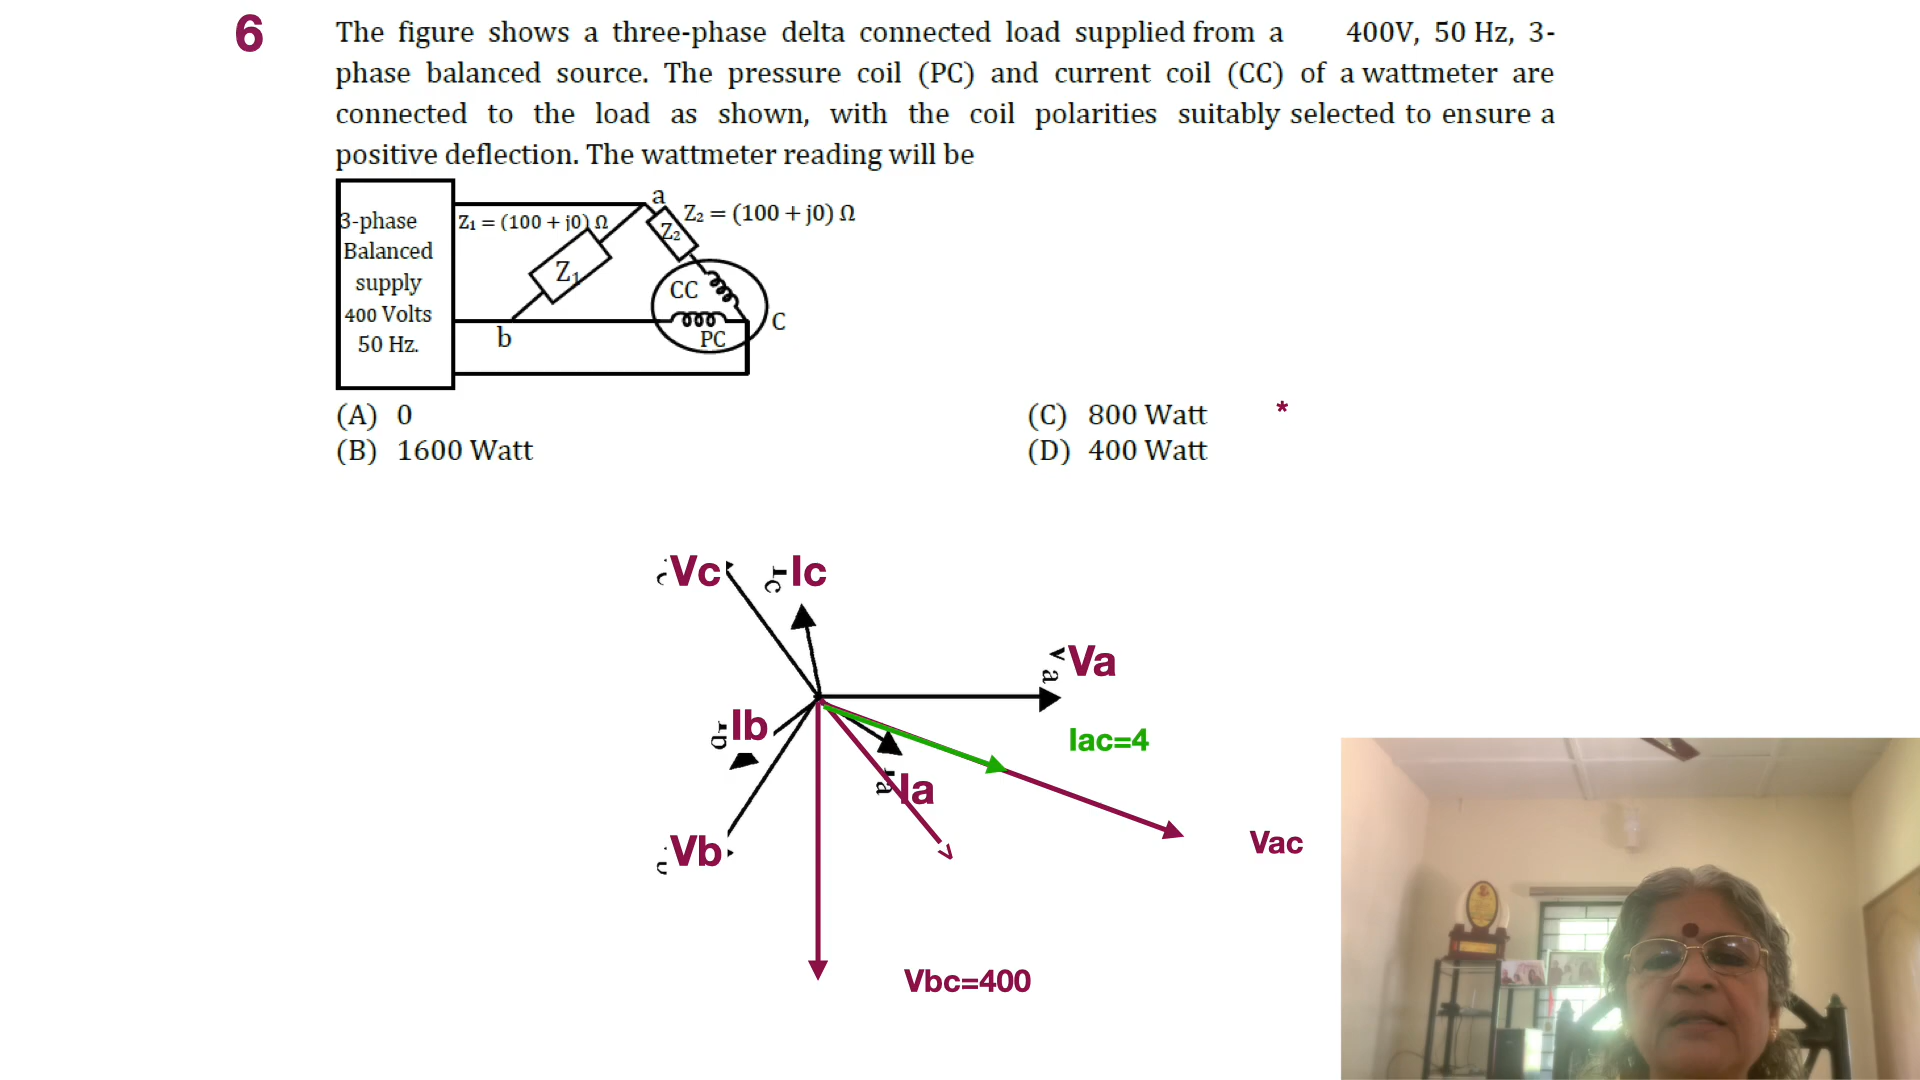 6
The figure shows a three-phase delta connected load supplied from a 400V, 50 Hz, 3-
phase balanced source. The pressure coil (PC) and current coil (CC) of a wattmeter are
connected to the load as shown, with the coil polarities suitably selected to ensure a
positive deflection. The wattmeter reading will be
3-phase
Balanced
supply
400 Volts
50 Hz.
Z₁ = (100 + j0) Ω
Z₁
a
Z₂ = (100 + j0) Ω
Z₂
CC
PC
C
b
(A) 0
(B) 1600 Watt
(C) 800 Watt *
(D) 400 Watt
Vc
Ic
Va
Iac=4
Ib
Ia
Vac
Vb
Vbc=400